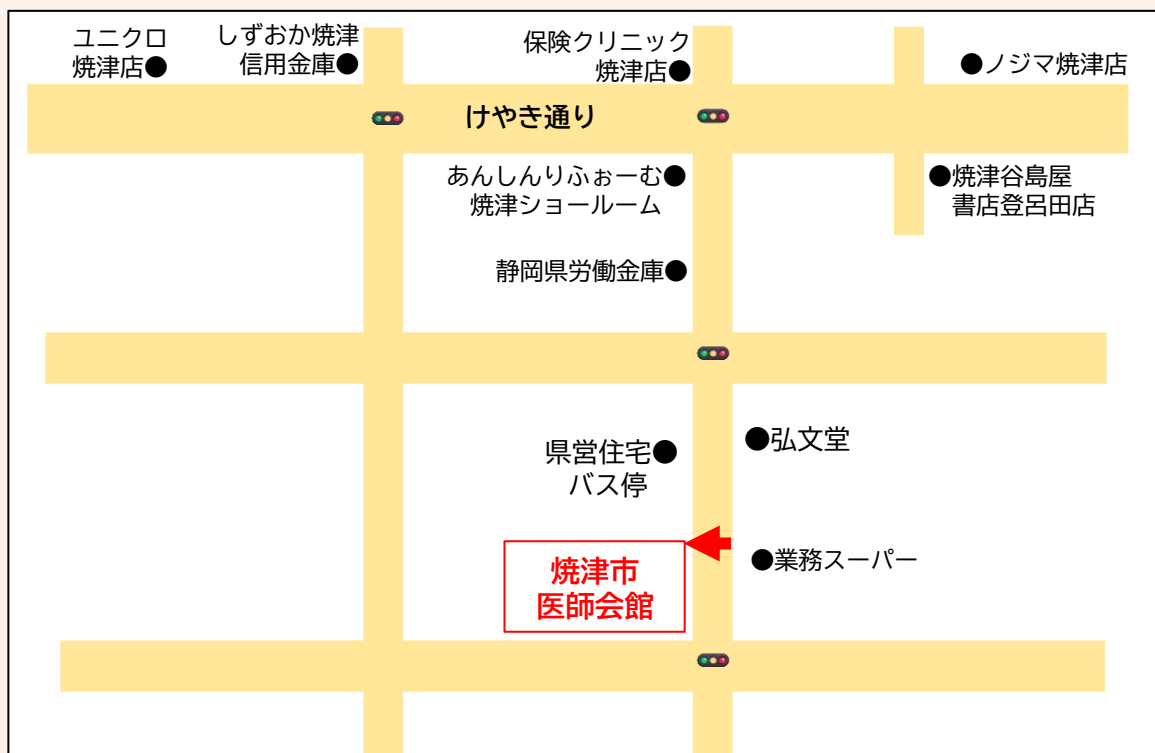 ユニクロ
焼津店●
しずおか焼津
信用金庫●
保険クリニック
焼津店●
●ノジマ焼津店
けやき通り
あんしんりふぉーむ●
焼津ショールーム
●焼津谷島屋
書店登呂田店
静岡県労働金庫●
県営住宅●
バス停
●弘文堂
焼津市
医師会館
●業務スーパー